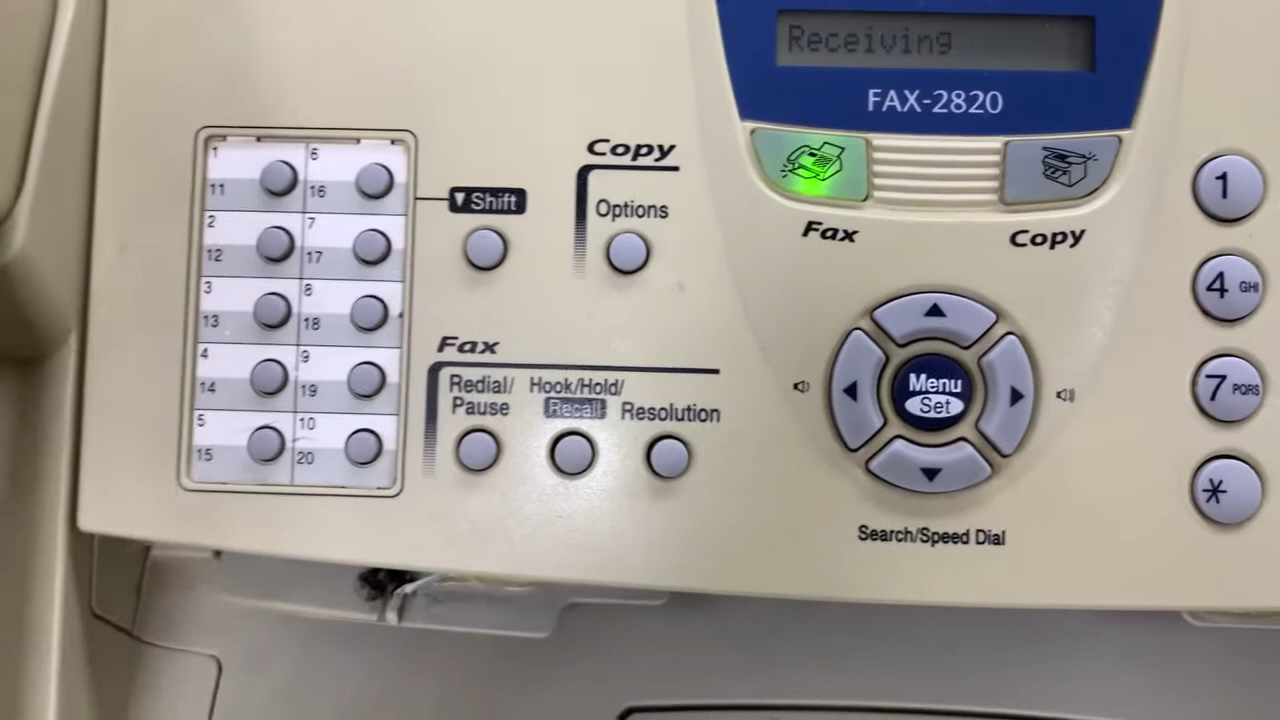 Receiving
FAX-2820
Fax
Copy
1 6
11 16
2 7
12 17
3 8
13 18
4 9
14 19
5 10
15 20
▼ Shift
Copy
Options
Fax
Redial/
Pause
Hook/Hold/
Recall
Resolution
Menu
Set
Search/Speed Dial
1
4 GHI
7 PQRS
*